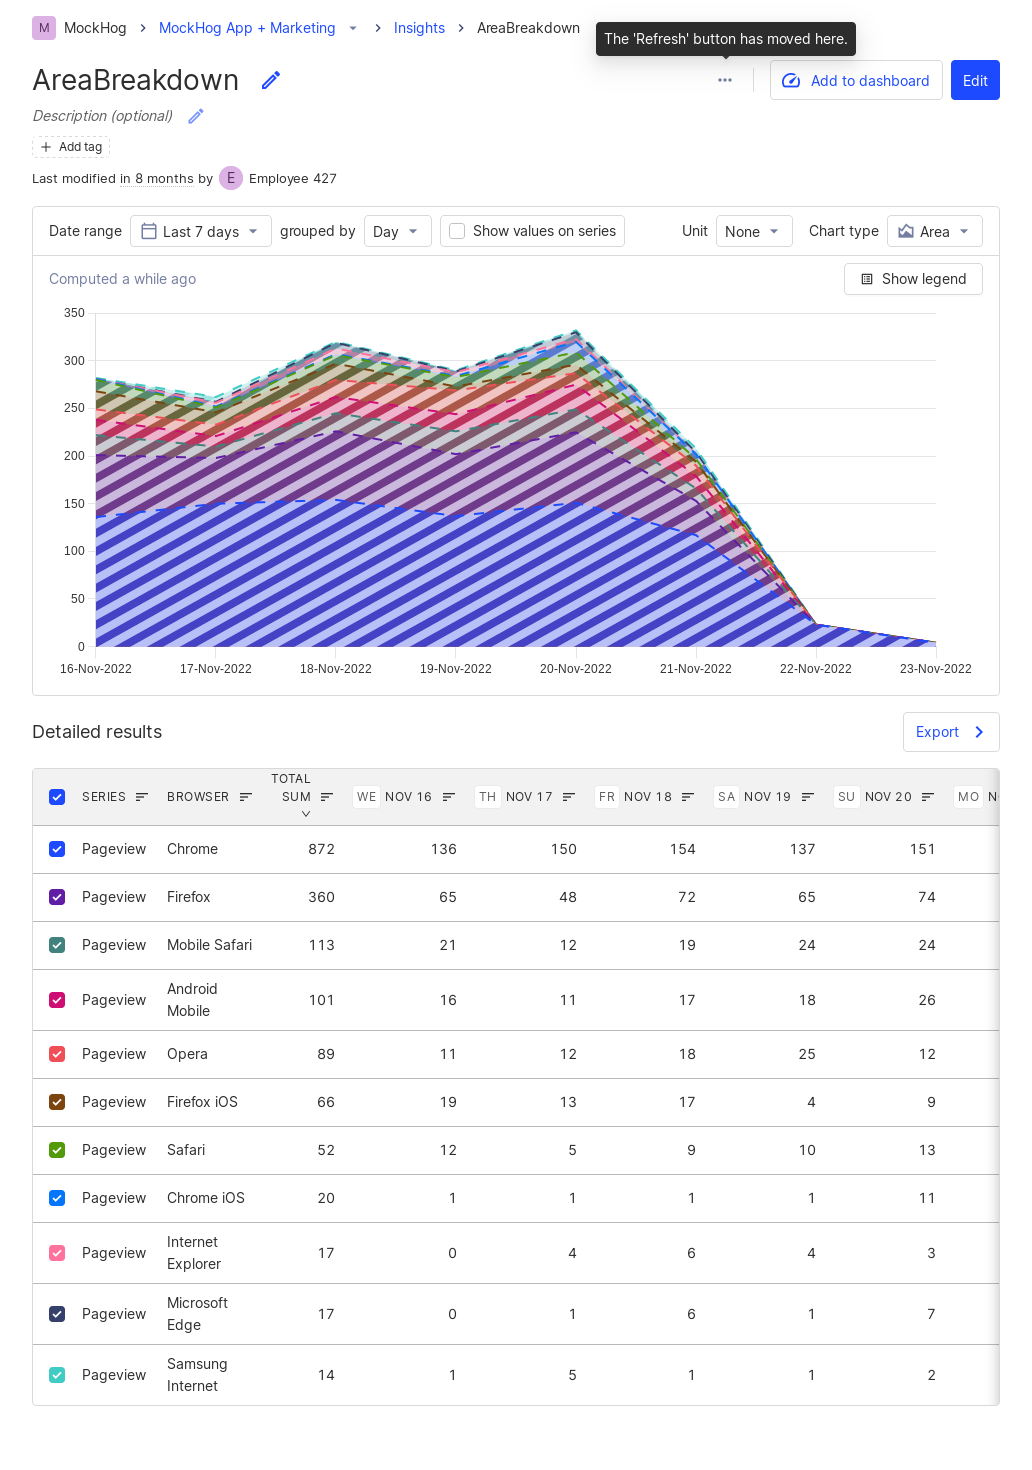 M MockHog MockHog App + Marketing Insights AreaBreakdown
The 'Refresh' button has moved here.
AreaBreakdown
Add to dashboard Edit
Description (optional)
Add tag
Last modified in 8 months by E Employee 427
Date range Last 7 days grouped by Day Show values on series Unit None Chart type Area
Computed a while ago Show legend
350
300
250
200
150
100
50
0
16-Nov-2022 17-Nov-2022 18-Nov-2022 19-Nov-2022 20-Nov-2022 21-Nov-2022 22-Nov-2022 23-Nov-2022
Detailed results Export
SERIES BROWSER TOTAL SUM WE NOV 16 TH NOV 17 FR NOV 18 SA NOV 19 SU NOV 20 MO
Pageview Chrome 872 136 150 154 137 151
Pageview Firefox 360 65 48 72 65 74
Pageview Mobile Safari 113 21 12 19 24 24
Pageview Android Mobile 101 16 11 17 18 26
Pageview Opera 89 11 12 18 25 12
Pageview Firefox iOS 66 19 13 17 4 9
Pageview Safari 52 12 5 9 10 13
Pageview Chrome iOS 20 1 1 1 1 11
Pageview Internet Explorer 17 0 4 6 4 3
Pageview Microsoft Edge 17 0 1 6 1 7
Pageview Samsung Internet 14 1 5 1 1 2